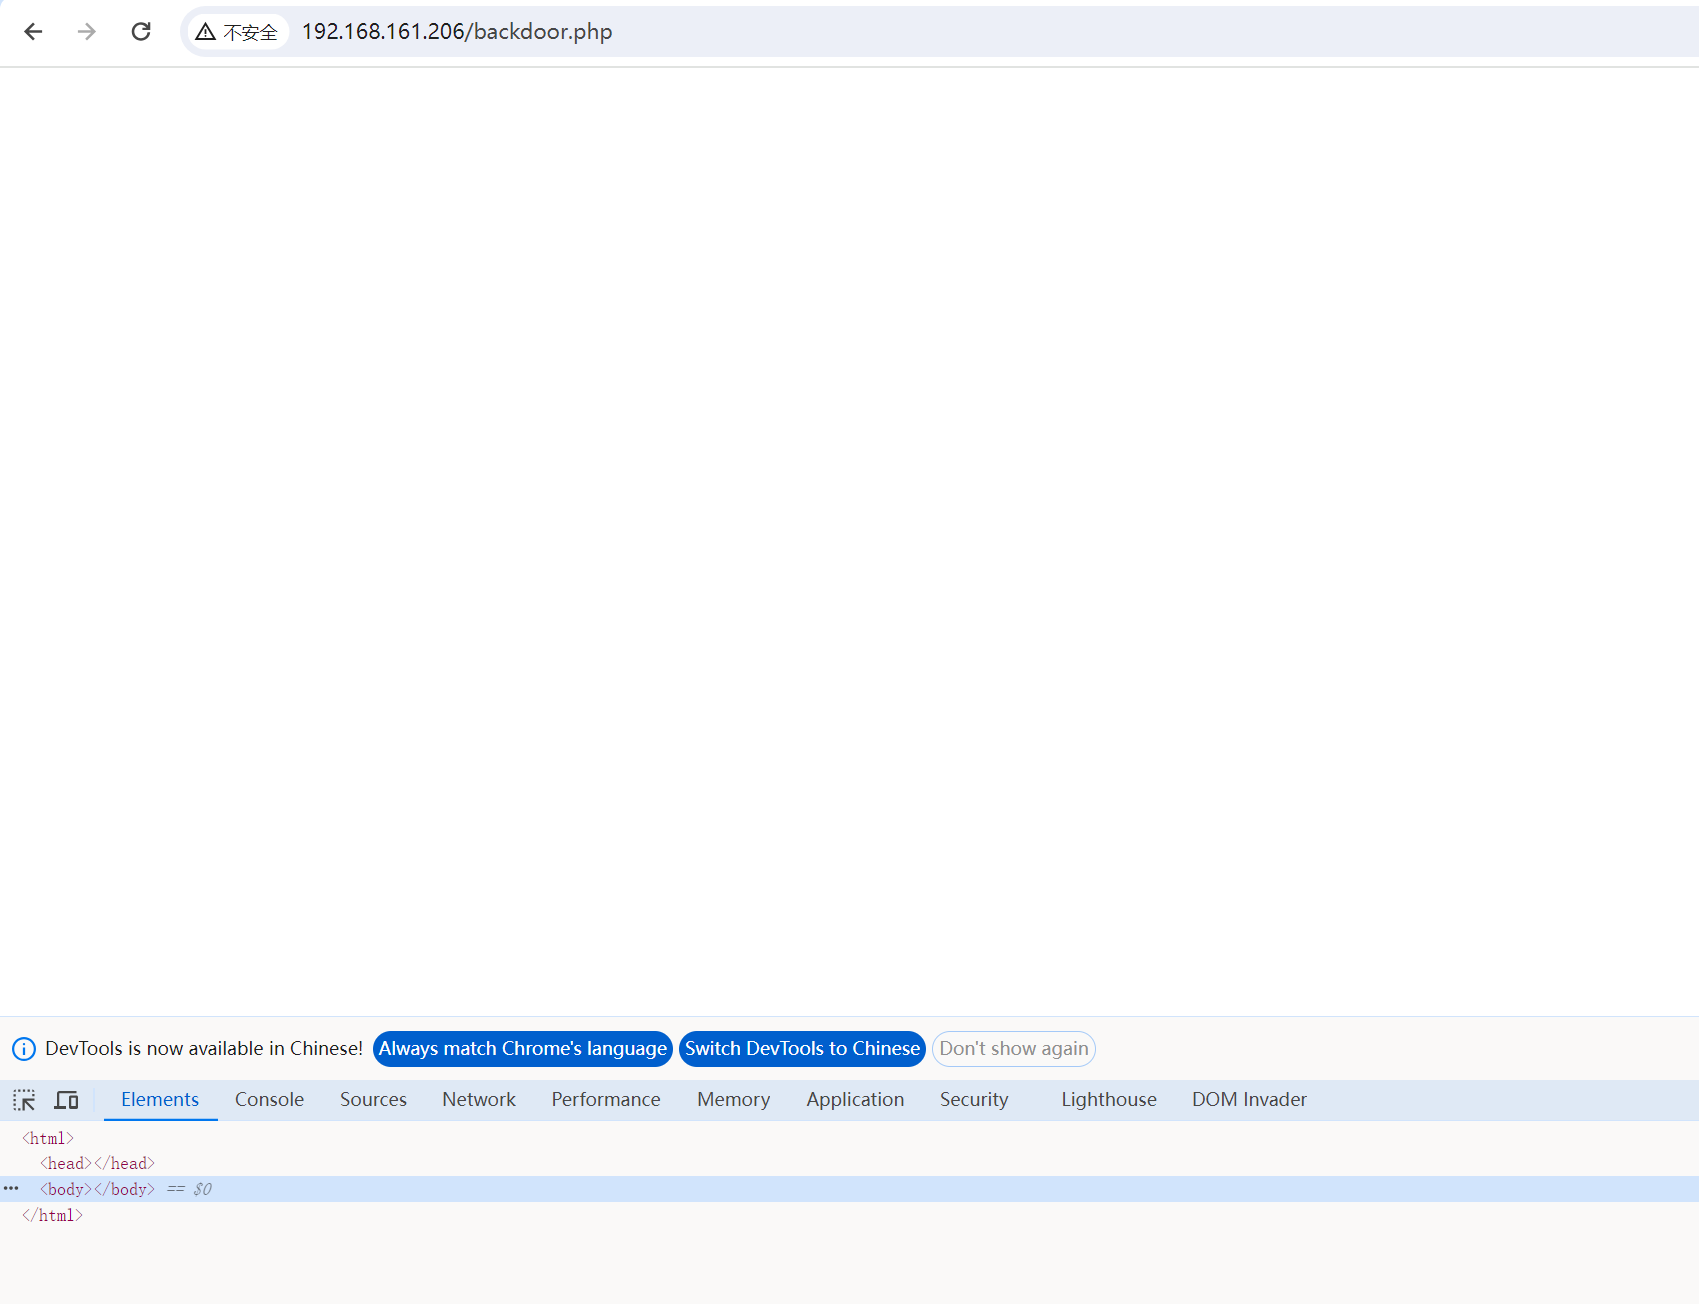 不安全 192.168.161.206/backdoor.php
DevTools is now available in Chinese! Always match Chrome's language Switch DevTools to Chinese Don't show again
Elements Console Sources Network Performance Memory Application Security Lighthouse DOM Invader
<html>
<head></head>
<body></body> == $0
</html>